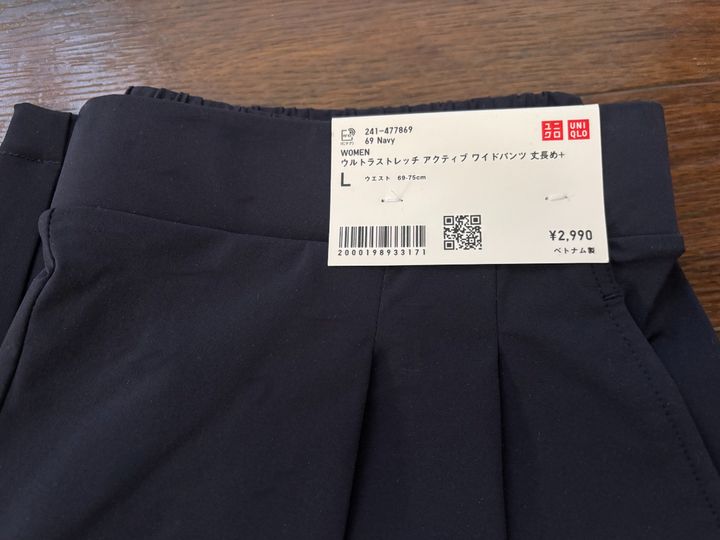 241-477869
69 Navy
WOMEN
ウルトラストレッチ アクティブ ワイドパンツ 丈長め+
L ウエスト 69-75cm
ユニクロ
UNIQLO
2000198933171
¥2,990
ベトナム製